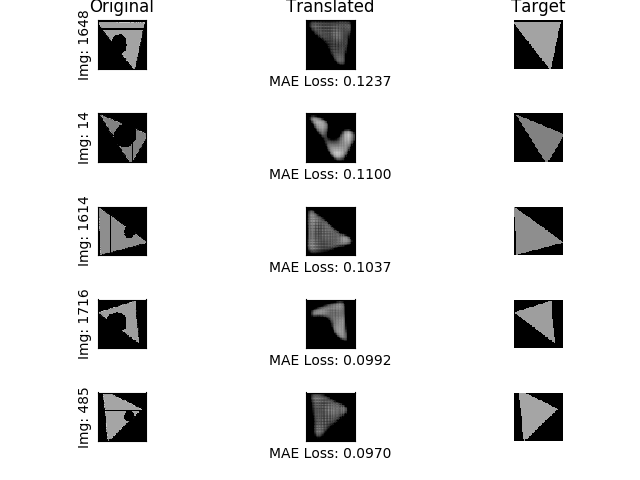 Original Translated Target
Img: 1648
MAE Loss: 0.1237
Img: 14
MAE Loss: 0.1100
Img: 1614
MAE Loss: 0.1037
Img: 1716
MAE Loss: 0.0992
Img: 485
MAE Loss: 0.0970